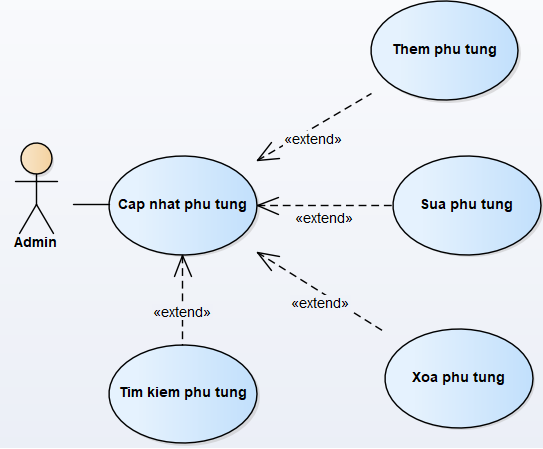 Them phu tung
«extend»
Cap nhat phu tung
Sua phu tung
«extend»
Admin
«extend»
«extend»
Xoa phu tung
Tim kiem phu tung